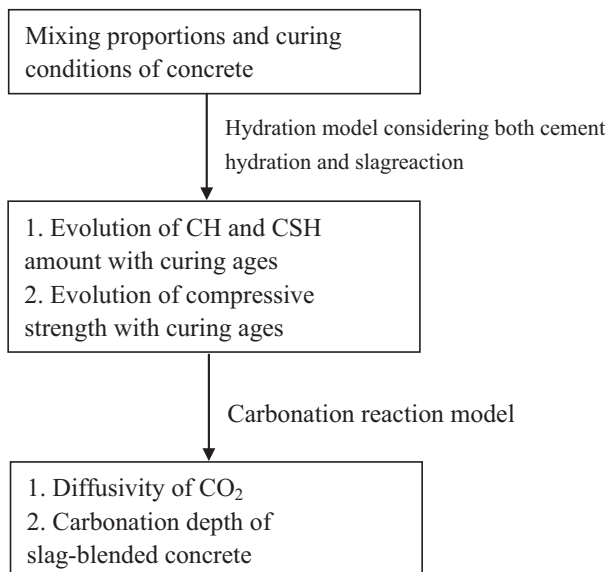 Mixing proportions and curing
conditions of concrete
Hydration model considering both cement
hydration and slagreaction
1. Evolution of CH and CSH
amount with curing ages
2. Evolution of compressive
strength with curing ages
Carbonation reaction model
1. Diffusivity of CO₂
2. Carbonation depth of
slag-blended concrete